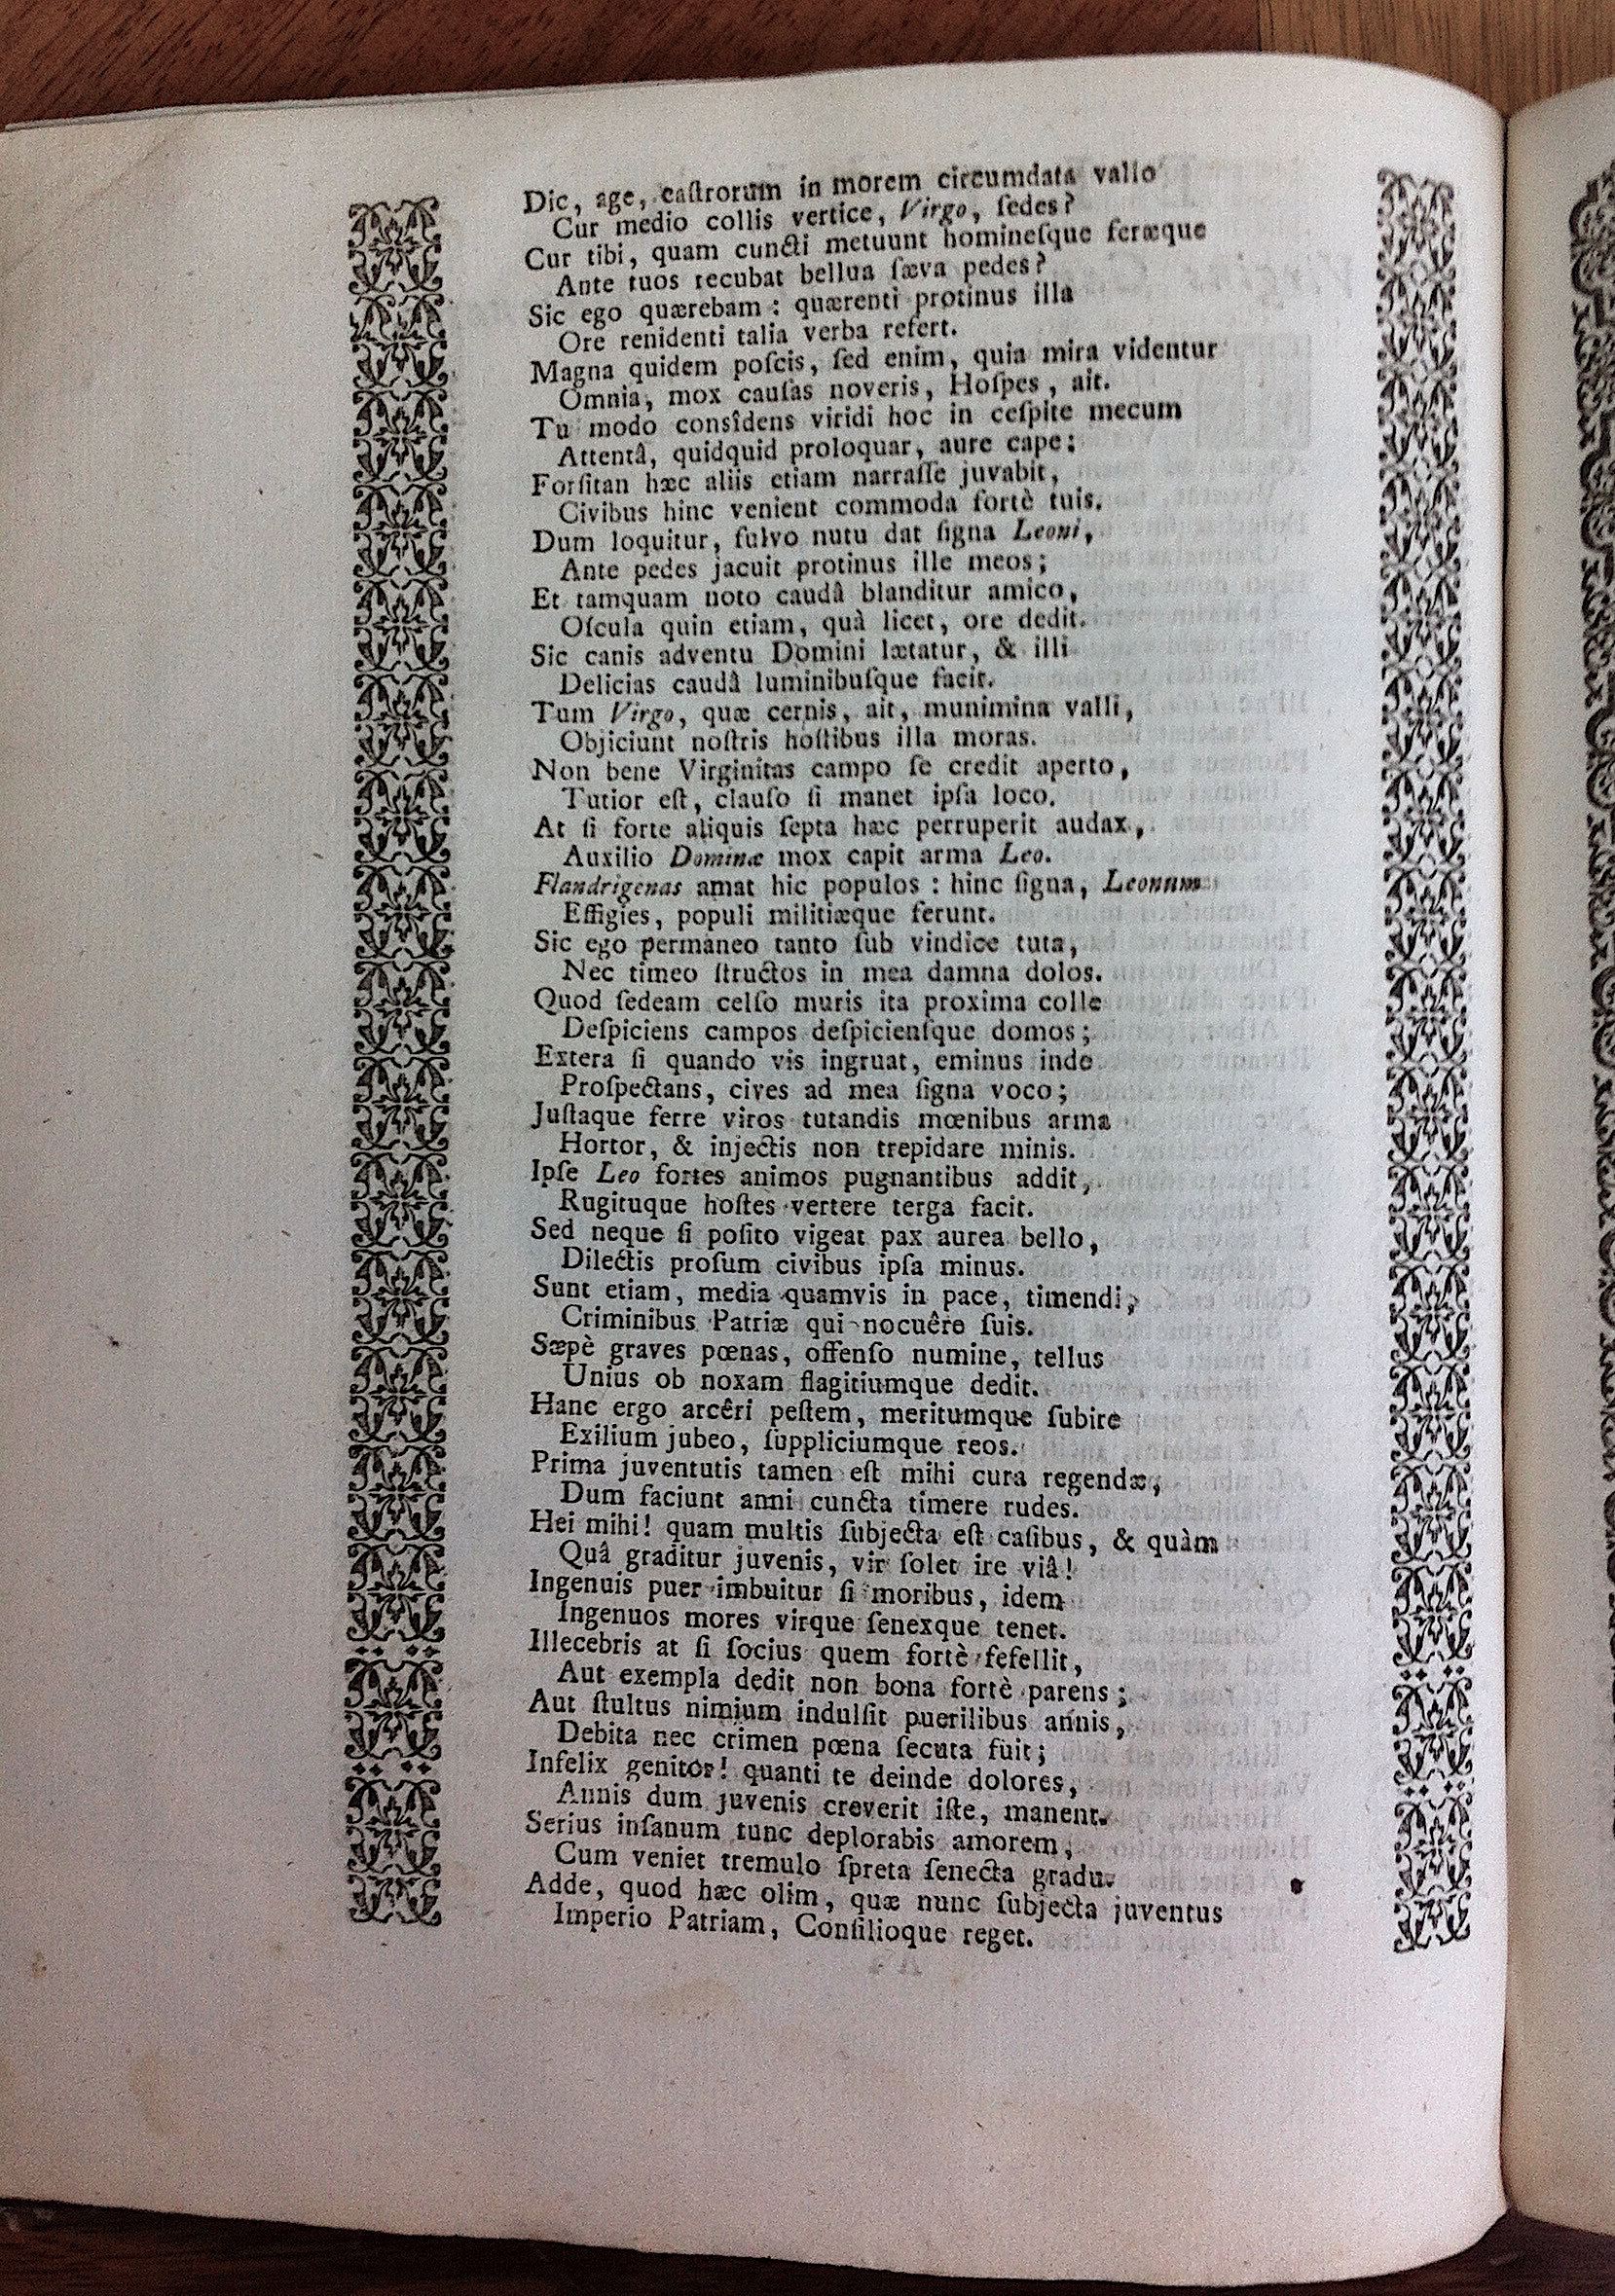 Dic, age, caſtrorum in morem circumdata vallo
Cur medio collis vertice, Virgo, ſedes?
Cur tibi, quam cuncti metuunt hominesque feræque
Ante tuos recubat bellua ſæva pedes?
Sic ego quærebam: quærenti protinus illa
Ore renidenti talia verba refert.
Magna quidem poſcis, ſed enim, quia mira videntur
Omnia, mox cauſas noveris, Hoſpes, ait.
Tu modo consîdens viridi hoc in ceſpite mecum
Attentâ, quidquid proloquar, aure cape:
Forſitan hæc aliis etiam narraſſe juvabit,
Civibus hinc venient commoda fortè tuis.
Dum loquitur, fulvo nutu dat ſigna Leoni,
Ante pedes jacuit protinus ille meos;
Et tamquam noto caudâ blanditur amico,
Oſcula quin etiam, quà licet, ore dedit.
Sic canis adventu Domini lætatur, & illi
Delicias caudâ luminibuſque facit.
Tum Virgo, quæ cernis, ait, munimina valli,
Objiciunt noſtris hoſtibus illa moras.
Non bene Virginitas campo ſe credit aperto,
Tutior eſt, clauſo ſi manet ipſa loco.
At ſi forte aliquis ſepta hæc perruperit audax,
Auxilio Dominæ mox capit arma Leo.
Flandrigenas amat hic populos: hinc ſigna, Leonum
Effigies, populi militiæque ferunt.
Sic ego permaneo tanto ſub vindice tuta,
Nec timeo ſtructos in mea damna dolos.
Quod ſedeam celſo muris ita proxima colle
Deſpiciens campos deſpicienſque domos;
Extera ſi quando vis ingruat, eminus inde
Proſpectans, cives ad mea ſigna voco;
Juſtaque ferre viros tutandis mœnibus arma
Hortor, & injectis non trepidare minis.
Ipſe Leo fortes animos pugnantibus addit,
Rugituque hoſtes vertere terga facit.
Sed neque ſi poſito vigeat pax aurea bello,
Dilectis proſum civibus ipſa minus.
Sunt etiam, media quamvis in pace, timendi,
Criminibus Patriæ qui nocuêre ſuis.
Sæpè graves pœnas, offenſo numine, tellus
Unius ob noxam flagitiumque dedit.
Hanc ergo arcêri peſtem, meritumque ſubire
Exilium jubeo, ſuppliciumque reos.
Prima juventutis tamen eſt mihi cura regendæ,
Dum faciunt anni cuncta timere rudes.
Hei mihi! quam multis ſubjecta eſt caſibus, & quàm
Quâ graditur juvenis, vir ſolet ire viâ!
Ingenuis puer imbuitur ſi moribus, idem
Ingenuos mores virque ſenexque tenet.
Illecebris at ſi ſocius quem fortè fefellit,
Aut exempla dedit non bona fortè parens;
Aut ſtultus nimium indulſit puerilibus annis,
Debita nec crimen pœna ſecuta fuit;
Infelix genitor! quanti te deinde dolores,
Annis dum juvenis creverit iſte, manent.
Serius inſanum tunc deplorabis amorem,
Cum veniet tremulo ſpreta ſenecta gradu.
Adde, quod hæc olim, quæ nunc ſubjecta juventus
Imperio Patriam, Conſilioque reget.